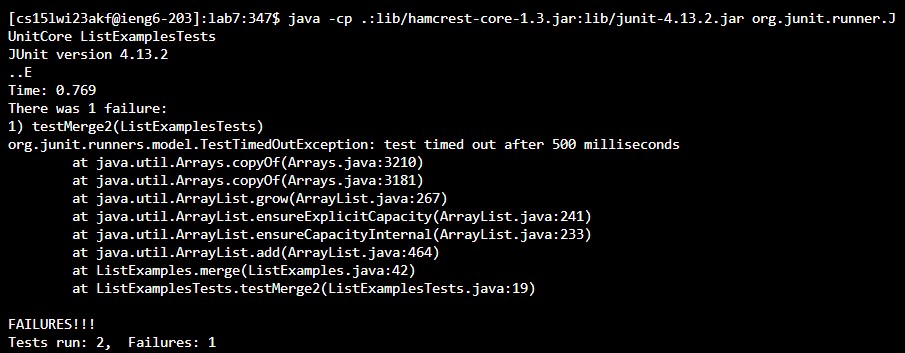 [cs15lwi23akf@ieng6-203]:lab7:347$ java -cp .:lib/hamcrest-core-1.3.jar:lib/junit-4.13.2.jar org.junit.runner.J
UnitCore ListExamplesTests
JUnit version 4.13.2
..E
Time: 0.769
There was 1 failure:
1) testMerge2(ListExamplesTests)
org.junit.runners.model.TestTimedOutException: test timed out after 500 milliseconds
        at java.util.Arrays.copyOf(Arrays.java:3210)
        at java.util.Arrays.copyOf(Arrays.java:3181)
        at java.util.ArrayList.grow(ArrayList.java:267)
        at java.util.ArrayList.ensureExplicitCapacity(ArrayList.java:241)
        at java.util.ArrayList.ensureCapacityInternal(ArrayList.java:233)
        at java.util.ArrayList.add(ArrayList.java:464)
        at ListExamples.merge(ListExamples.java:42)
        at ListExamplesTests.testMerge2(ListExamplesTests.java:19)

FAILURES!!!
Tests run: 2,  Failures: 1